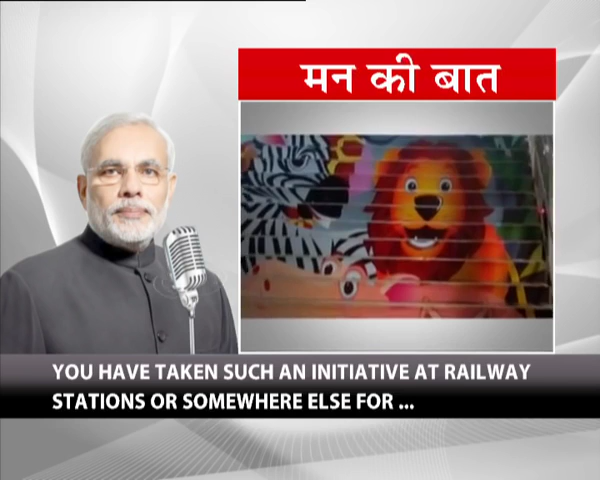 मन की बात
YOU HAVE TAKEN SUCH AN INITIATIVE AT RAILWAY
STATIONS OR SOMEWHERE ELSE FOR ...